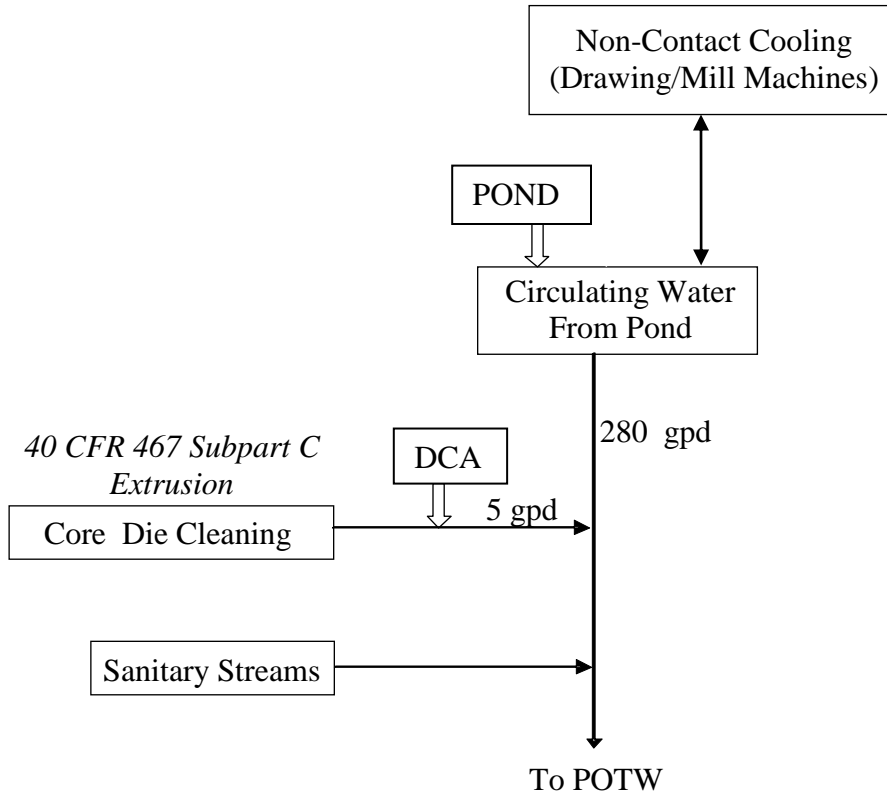 Non-Contact Cooling
(Drawing/Mill Machines)
POND
Circulating Water
From Pond
280 gpd
40 CFR 467 Subpart C
Extrusion
DCA
5 gpd
Core Die Cleaning
Sanitary Streams
To POTW